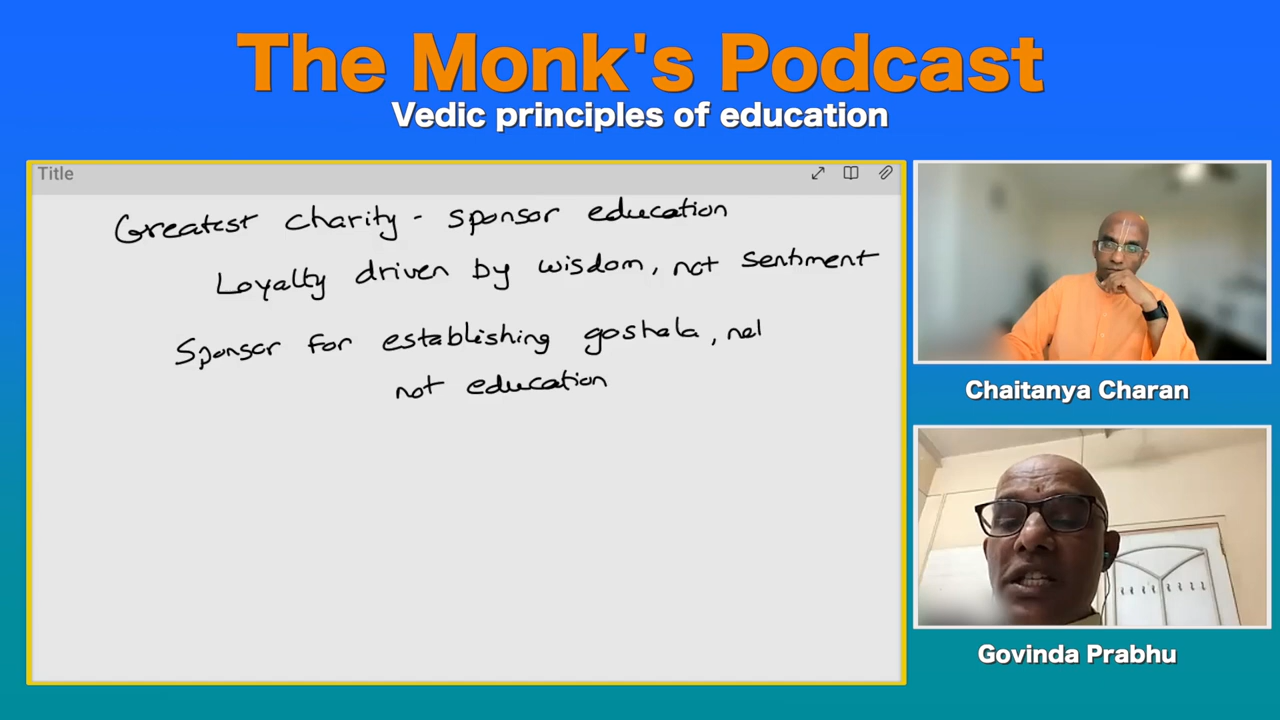 The Monk's Podcast
Vedic principles of education
Title
Greatest charity - sponsor education
Loyalty driven by wisdom, not sentiment
Sponsor for establishing goshala,
not education
Chaitanya Charan
Govinda Prabhu